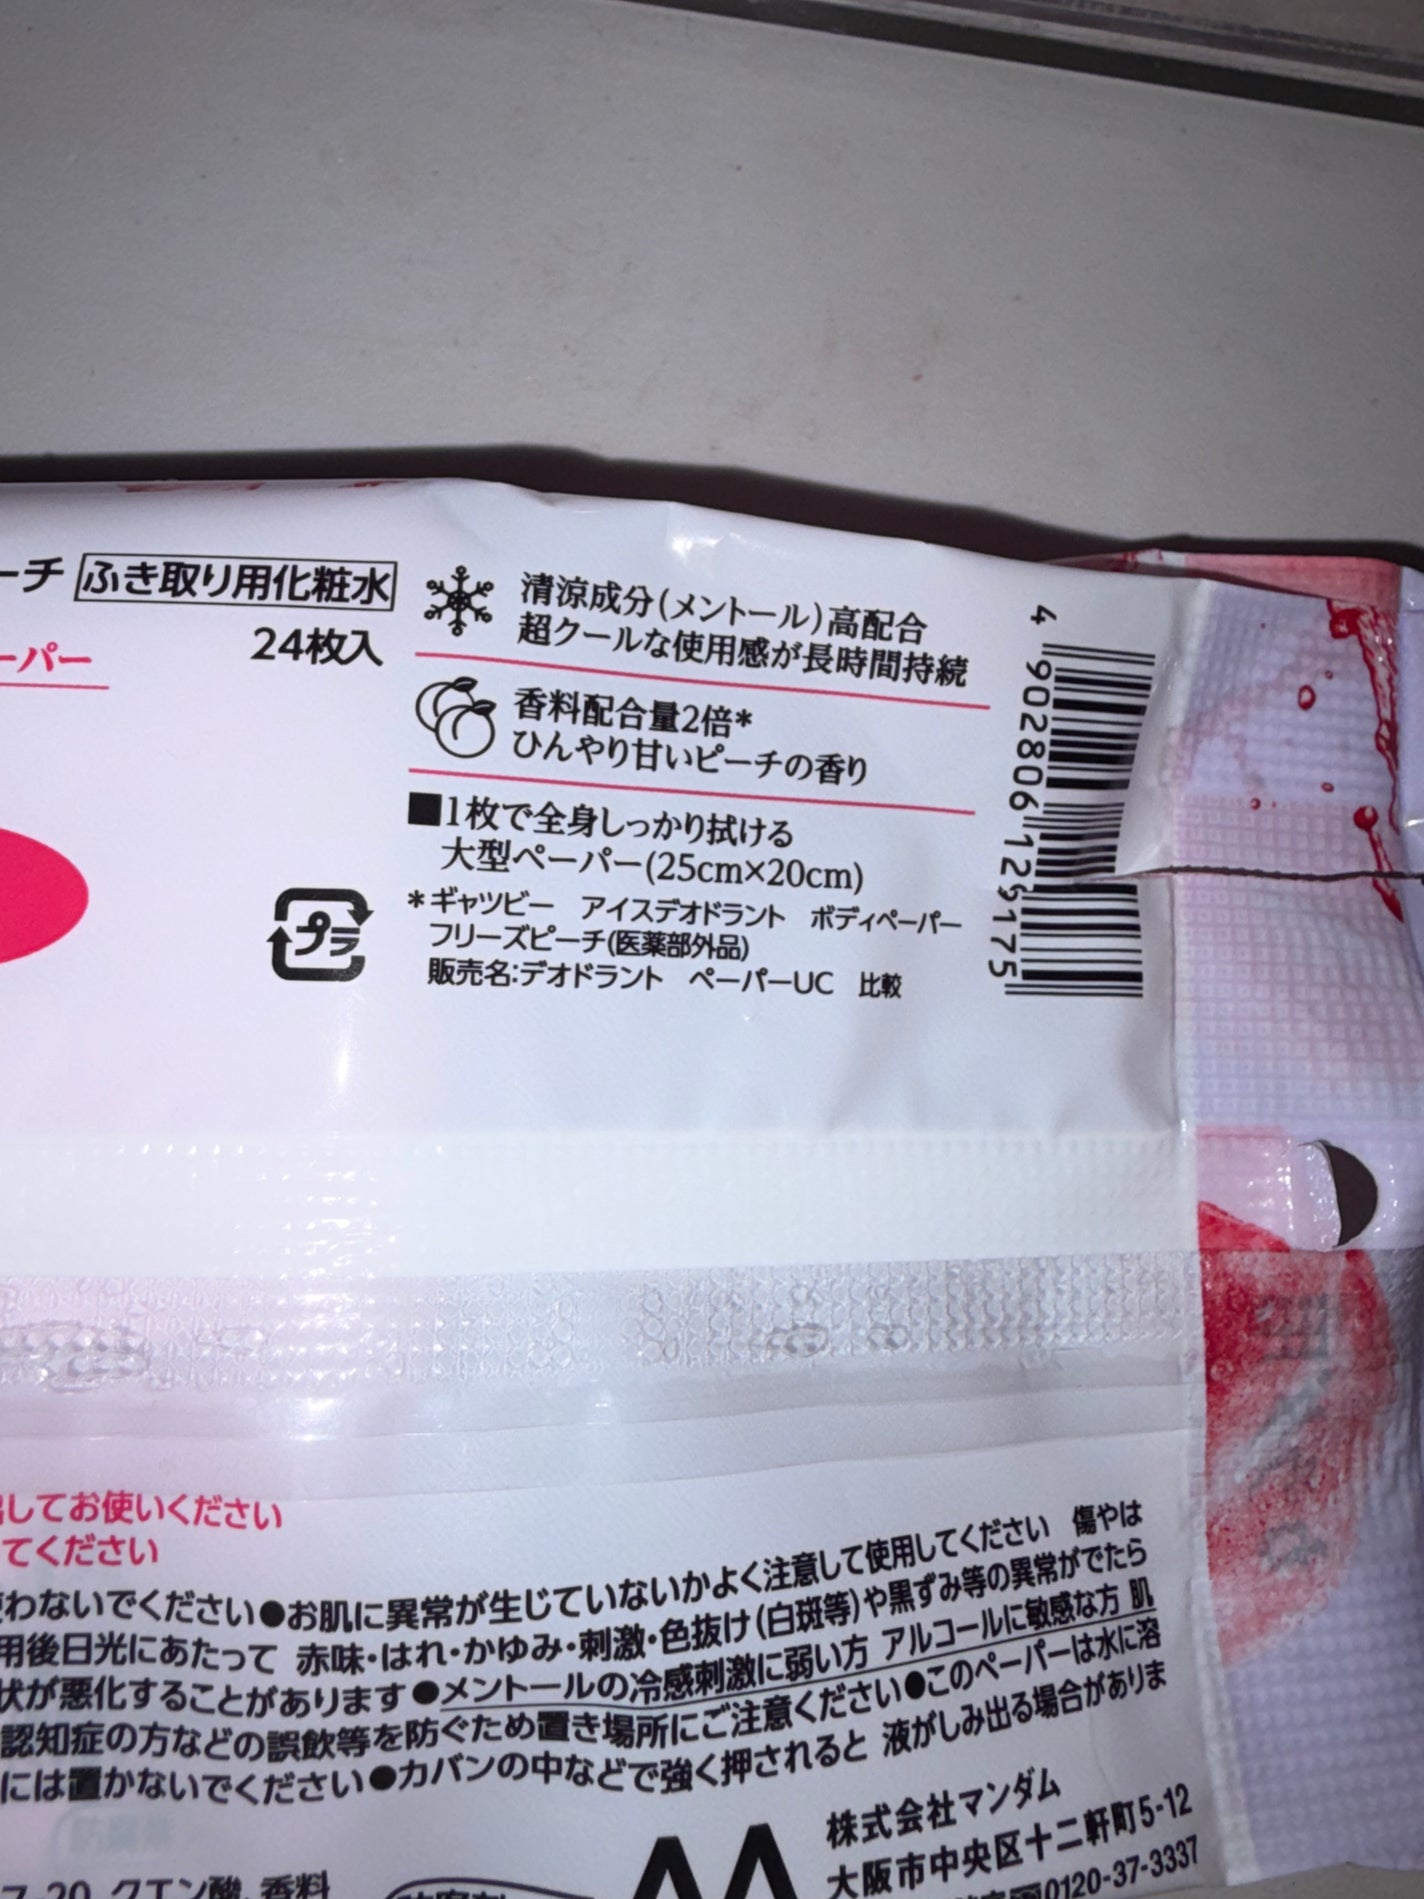 ーチ ふき取り用化粧水
24枚入
ーパー
清涼成分(メントール)高配合
超クールな使用感が長時間持続
香料配合量2倍*
ひんやり甘いピーチの香り
■1枚で全身しっかり拭ける
大型ペーパー(25cm×20cm)
*ギャツビー アイスデオドラント ボディペーパー
フリーズピーチ(医薬部外品)
販売名:デオドラント ペーパーUC 比較
プラ
4 902806 129175
してお使いください
てください
わないでください●お肌に異常が生じていないかよく注意して使用してください 傷やは
用後日光にあたって 赤味・はれ・かゆみ・刺激・色抜け(白斑等)や黒ずみ等の異常がでたら
状が悪化することがあります●メントールの冷感刺激に弱い方 アルコールに敏感な方 肌
認知症の方などの誤飲等を防ぐため置き場所にご注意ください●このペーパーは水に溶
には置かないでください●カバンの中などで強く押されると 液がしみ出る場合がありま
株式会社マンダム
大阪市中央区十二軒町5-12
0120-37-3337
-20、クエン酸、香料